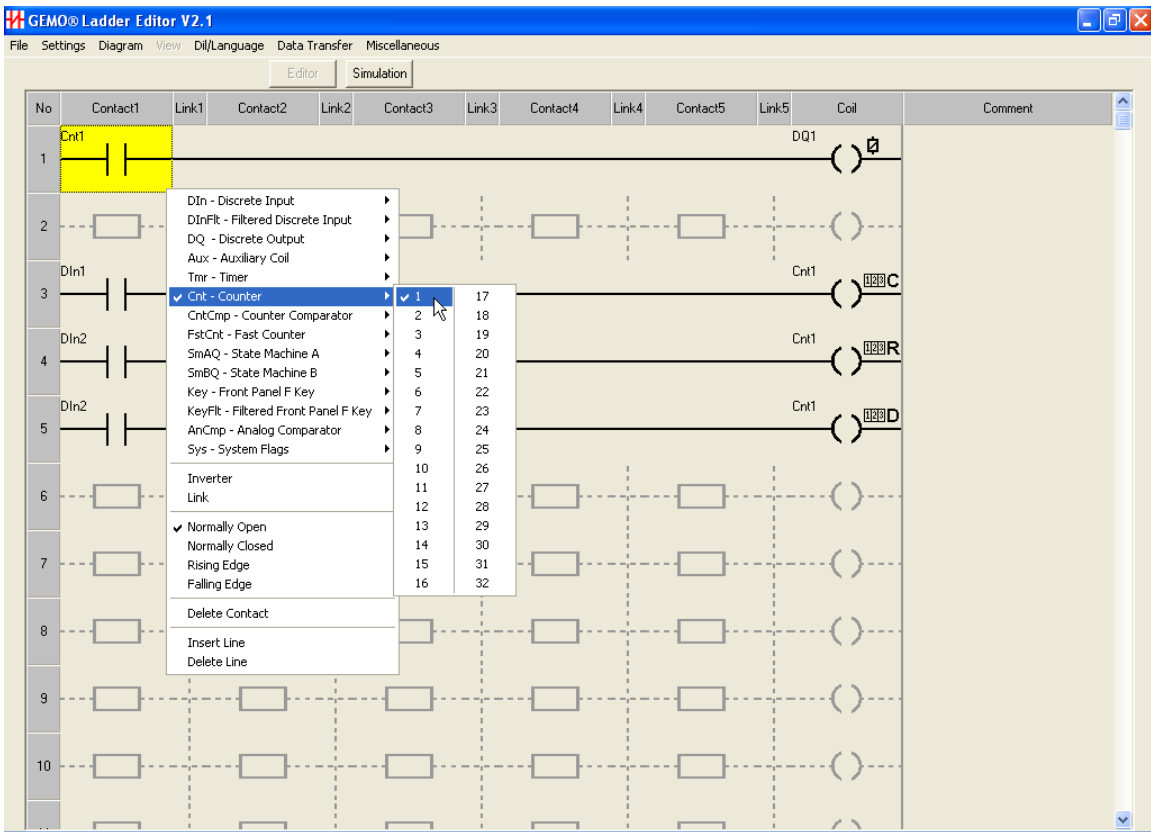 GEMO® Ladder Editor V2.1
File Settings Diagram View Dil/Language Data Transfer Miscellaneous
Editor Simulation
No Contact1 Link1 Contact2 Link2 Contact3 Link3 Contact4 Link4 Contact5 Link5 Coil Comment
Cnt1 DQ1
1
DIn - Discrete Input
DInFlt - Filtered Discrete Input
2
DQ - Discrete Output
Aux - Auxiliary Coil
DIn1 Cnt1
Tmr - Timer
123 C
3
Cnt - Counter 1 17
CntCmp - Counter Comparator 2 18
DIn2 Cnt1
FstCnt - Fast Counter 3 19
123 R
4
SmAQ - State Machine A 4 20
SmBQ - State Machine B 5 21
Key - Front Panel F Key 6 22
DIn2 Cnt1
KeyFlt - Filtered Front Panel F Key 7 23
123 D
5
AnCmp - Analog Comparator 8 24
Sys - System Flags 9 25
10 26
Inverter
11 27
6
Link
12 28
Normally Open 13 29
Normally Closed 14 30
7
Rising Edge 15 31
Falling Edge 16 32
Delete Contact
8
Insert Line
Delete Line
9
10